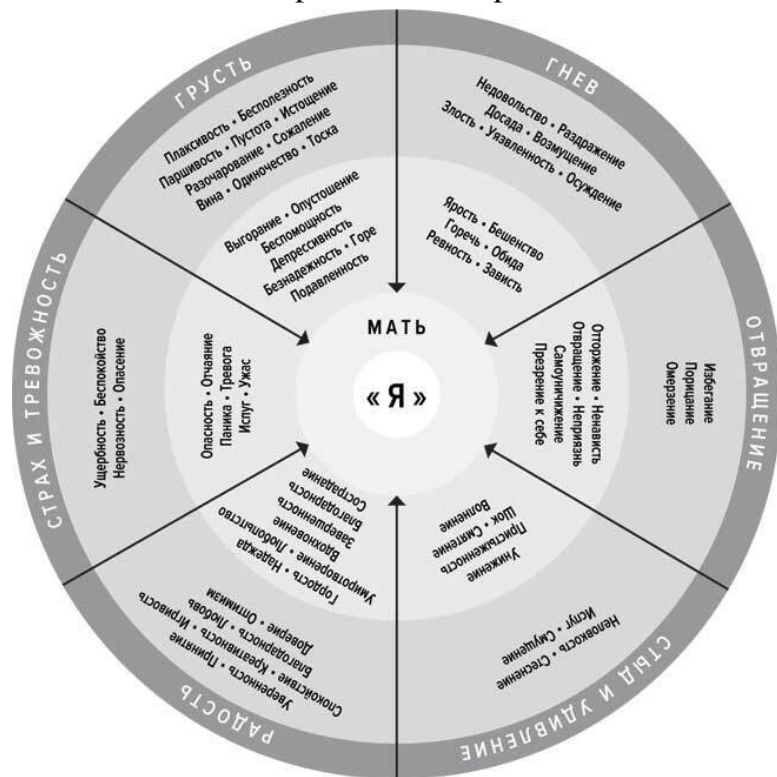 ГРУСТЬ
Плаксивость • Бесполезность
Паршивость • Пустота • Истощение
Разочарование • Сожаление
Вина • Одиночество • Тоска
Выгорание • Опустошение
Беспомощность
Депрессивность
Безнадежность • Горе
Подавленность
ГНЕВ
Недовольство • Раздражение
Досада • Возмущение
Злость • Уязвленность • Осуждение
Ярость • Бешенство
Горечь • Обида
Ревность • Зависть
ОТВРАЩЕНИЕ
Избегание
Порицание
Омерзение
Отторжение • Ненависть
Отвращение • Неприязнь
Самоуничижение
Презрение к себе
СТЫД И УДИВЛЕНИЕ
Неловкость • Стеснение
Испуг • Смущение
Унижение
Пристыженность
Шок • Смятение
Волнение
РАДОСТЬ
Уверенность • Принятие
Спокойствие • Креативность • Игривость
Благодарность • Любовь
Доверие • Оптимизм
Гордость • Надежда
Умиротворение • Любопытство
Вдохновение
Завершенность
Благодарность
Сострадание
СТРАХ И ТРЕВОЖНОСТЬ
Ущербность • Беспокойство
Нервозность • Опасение
Опасность • Отчаяние
Паника • Тревога
Испуг • Ужас
МАТЬ
« Я »